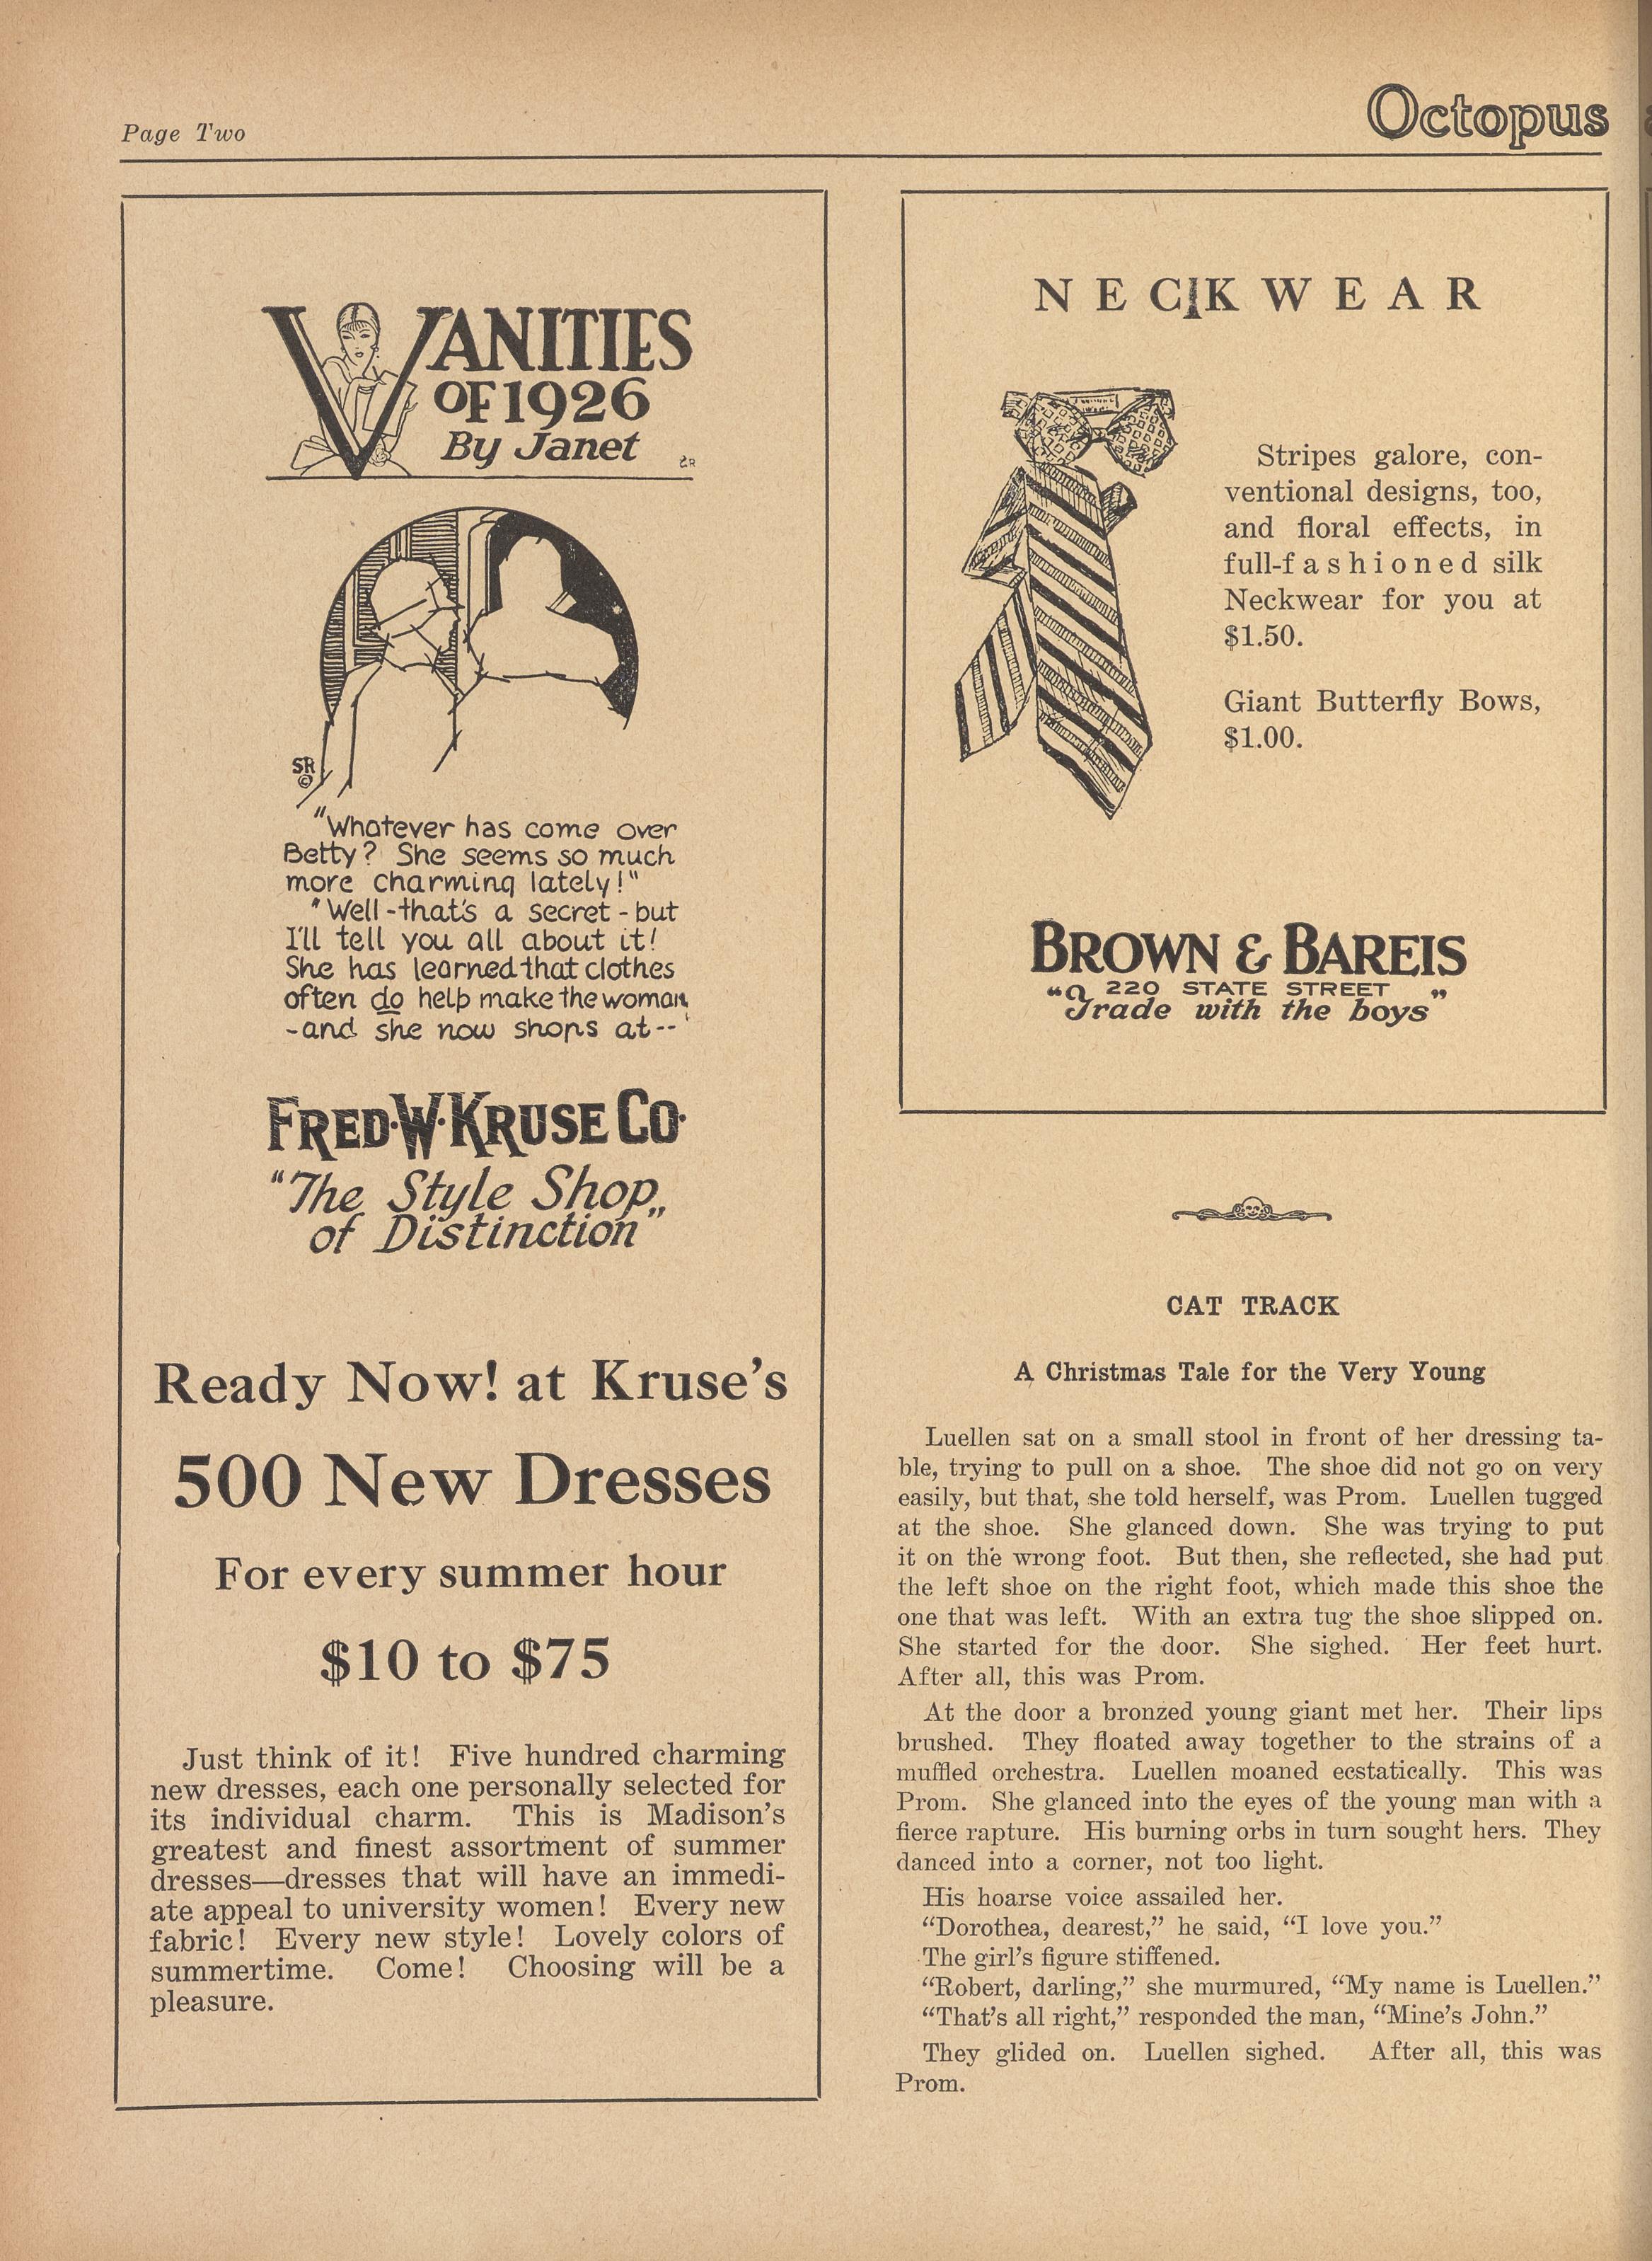 Page Two
Octopus
VANITIES
OF 1926
By Janet
SR
SR
©
"Whatever has come over
Betty? She seems so much
more charming lately!"
"Well-that's a secret - but
I'll tell you all about it!
She has learned that clothes
often do help make the woman
-and she now shops at--
FRED·W·KRUSE CO·
"The Style Shop„
of Distinction"
Ready Now! at Kruse's
500 New Dresses
For every summer hour
$10 to $75
Just think of it! Five hundred charming
new dresses, each one personally selected for
its individual charm. This is Madison's
greatest and finest assortment of summer
dresses—dresses that will have an immedi-
ate appeal to university women! Every new
fabric! Every new style! Lovely colors of
summertime. Come! Choosing will be a
pleasure.
NECKWEAR
Stripes galore, con-
ventional designs, too,
and floral effects, in
full-fashioned silk
Neckwear for you at
$1.50.
Giant Butterfly Bows,
$1.00.
BROWN & BAREIS
220 STATE STREET
"Trade with the boys"
CAT TRACK
A Christmas Tale for the Very Young
Luellen sat on a small stool in front of her dressing ta-
ble, trying to pull on a shoe. The shoe did not go on very
easily, but that, she told herself, was Prom. Luellen tugged
at the shoe. She glanced down. She was trying to put
it on the wrong foot. But then, she reflected, she had put
the left shoe on the right foot, which made this shoe the
one that was left. With an extra tug the shoe slipped on.
She started for the door. She sighed. Her feet hurt.
After all, this was Prom.
At the door a bronzed young giant met her. Their lips
brushed. They floated away together to the strains of a
muffled orchestra. Luellen moaned ecstatically. This was
Prom. She glanced into the eyes of the young man with a
fierce rapture. His burning orbs in turn sought hers. They
danced into a corner, not too light.
His hoarse voice assailed her.
"Dorothea, dearest," he said, "I love you."
The girl's figure stiffened.
"Robert, darling," she murmured, "My name is Luellen."
"That's all right," responded the man, "Mine's John."
They glided on. Luellen sighed. After all, this was
Prom.